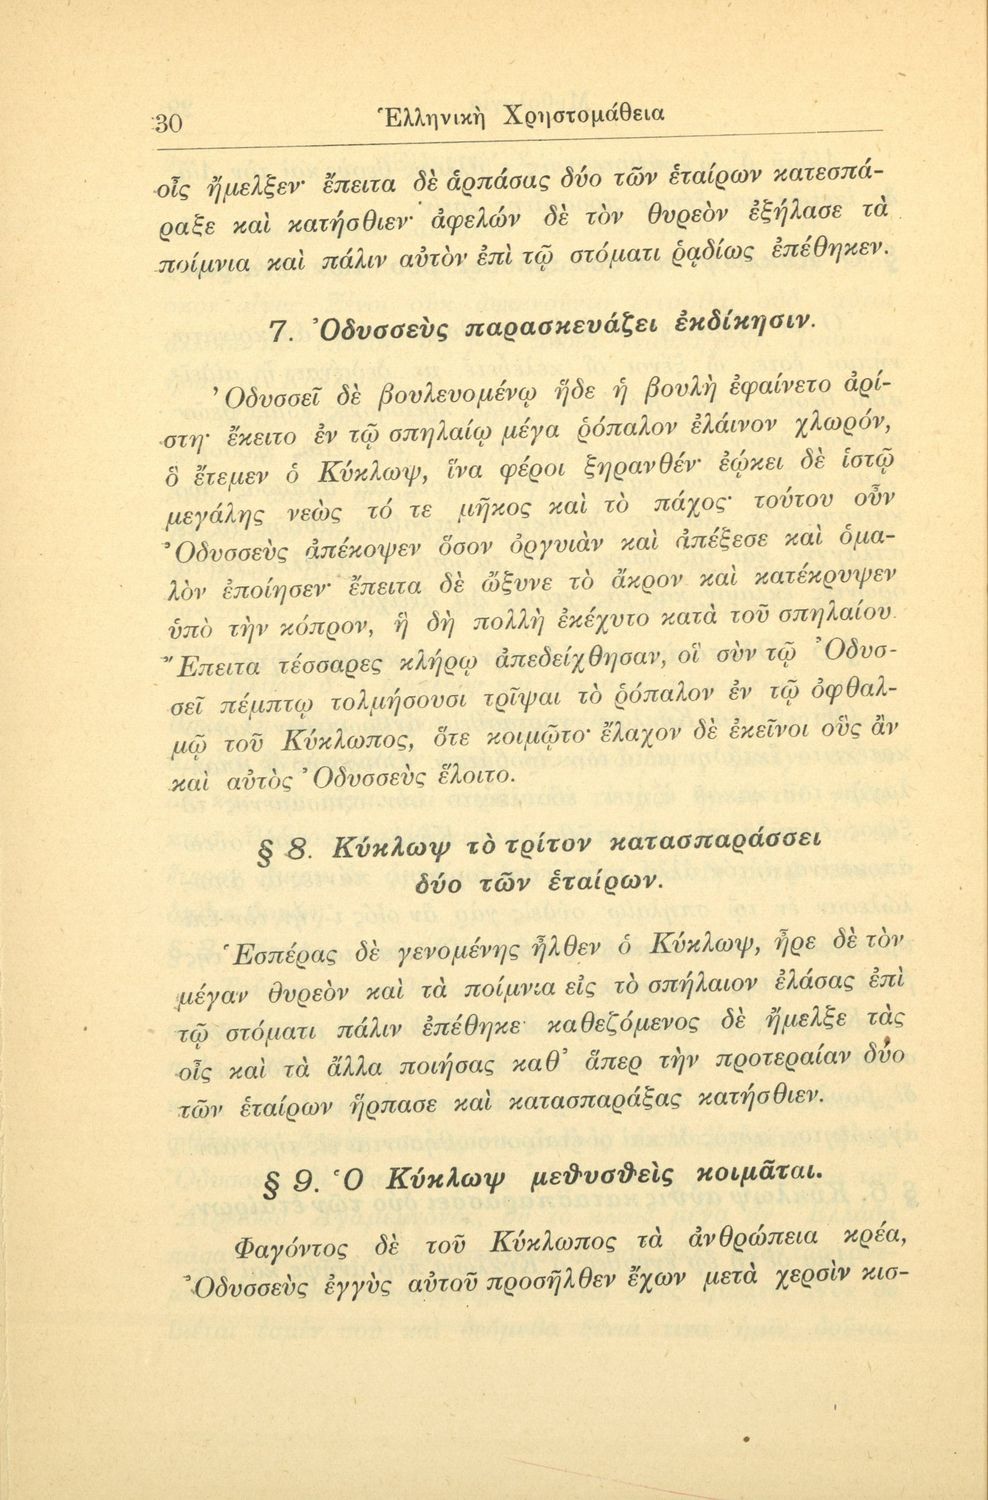 30 Ἑλληνικὴ Χρηστομάθεια
οἶς ἤμελξεν· ἔπειτα δὲ ἁρπάσας δύο τῶν ἑταίρων κατεσπά-
ραξε καὶ κατήσθιεν· ἀφελών δὲ τὸν θυρεὸν ἐξήλασε τὰ
ποίμνια καὶ πάλιν αὐτὸν ἐπὶ τῷ στόματι ῥᾳδίως ἐπέθηκεν.
7. Ὀδυσσεὺς παρασκευάζει ἐκδίκησιν.
Ὀδυσσεῖ δὲ βουλευομένῳ ἥδε ἡ βουλὴ ἐφαίνετο ἀρί-
στη· ἔκειτο ἐν τῷ σπηλαίῳ μέγα ῥόπαλον ἐλάινον χλωρόν,
ὃ ἔτεμεν ὁ Κύκλωψ, ἵνα φέροι ξηρανθέν· ἐῴκει δὲ ἱστῷ
μεγάλης νεὼς τό τε μῆκος καὶ τὸ πάχος· τούτου οὖν
Ὀδυσσεὺς ἀπέκοψεν ὅσον ὀργυιὰν καὶ ἀπέξεσε καὶ ὁμα-
λὸν ἐποίησεν· ἔπειτα δὲ ὤξυνε τὸ ἄκρον καὶ κατέκρυψεν
ὑπὸ τὴν κόπρον, ἣ δὴ πολλὴ ἐκέχυτο κατὰ τοῦ σπηλαίου.
Ἔπειτα τέσσαρες κλήρῳ ἀπεδείχθησαν, οἳ σὺν τῷ Ὀδυσ-
σεῖ πέμπτῳ τολμήσουσι τρῖψαι τὸ ῥόπαλον ἐν τῷ ὀφθαλ-
μῷ τοῦ Κύκλωπος, ὅτε κοιμῷτο· ἔλαχον δὲ ἐκεῖνοι οὓς ἂν
καὶ αὐτὸς Ὀδυσσεὺς ἕλοιτο.
§ 8. Κύκλωψ τὸ τρίτον κατασπαράσσει
δύο τῶν ἑταίρων.
Ἑσπέρας δὲ γενομένης ἦλθεν ὁ Κύκλωψ, ἦρε δὲ τὸν
μέγαν θυρεὸν καὶ τὰ ποίμνια εἰς τὸ σπήλαιον ἐλάσας ἐπὶ
τῷ στόματι πάλιν ἐπέθηκε· καθεζόμενος δὲ ἤμελξε τὰς
οἶς καὶ τὰ ἄλλα ποιήσας καθ’ ἅπερ τὴν προτεραίαν δύο
τῶν ἑταίρων ἥρπασε καὶ κατασπαράξας κατήσθιεν.
§ 9. Ὁ Κύκλωψ μεθυσθεὶς κοιμᾶται.
Φαγόντος δὲ τοῦ Κύκλωπος τὰ ἀνθρώπεια κρέα,
Ὀδυσσεὺς ἐγγὺς αὐτοῦ προσῆλθεν ἔχων μετὰ χερσὶν κισ-